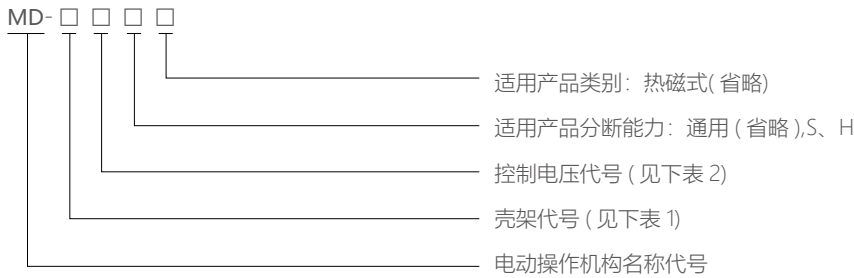 MD-□ □ □ □
适用产品类别：热磁式(省略)
适用产品分断能力：通用(省略),S、H
控制电压代号(见下表2)
壳架代号(见下表1)
电动操作机构名称代号